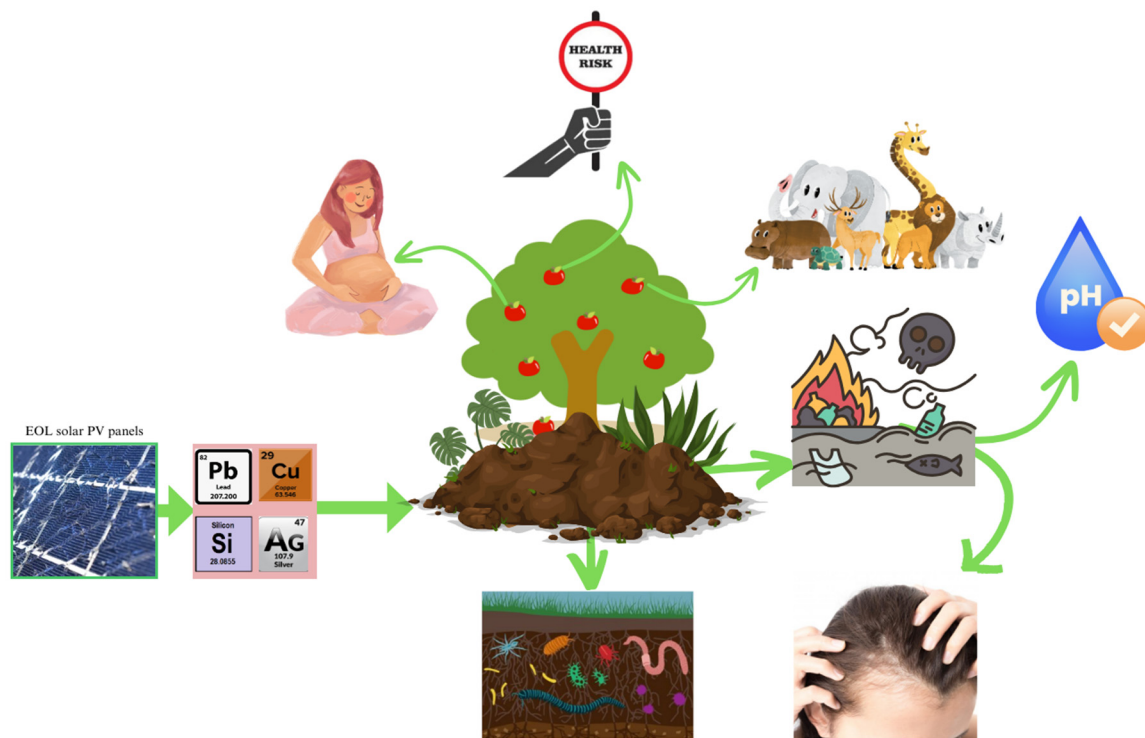 HEALTH
RISK
pH
EOL solar PV panels
82
Pb
Lead
207.200
29
Cu
Copper
63.546
Silicon
Si
28.0855
47
AG
107.9
Silver